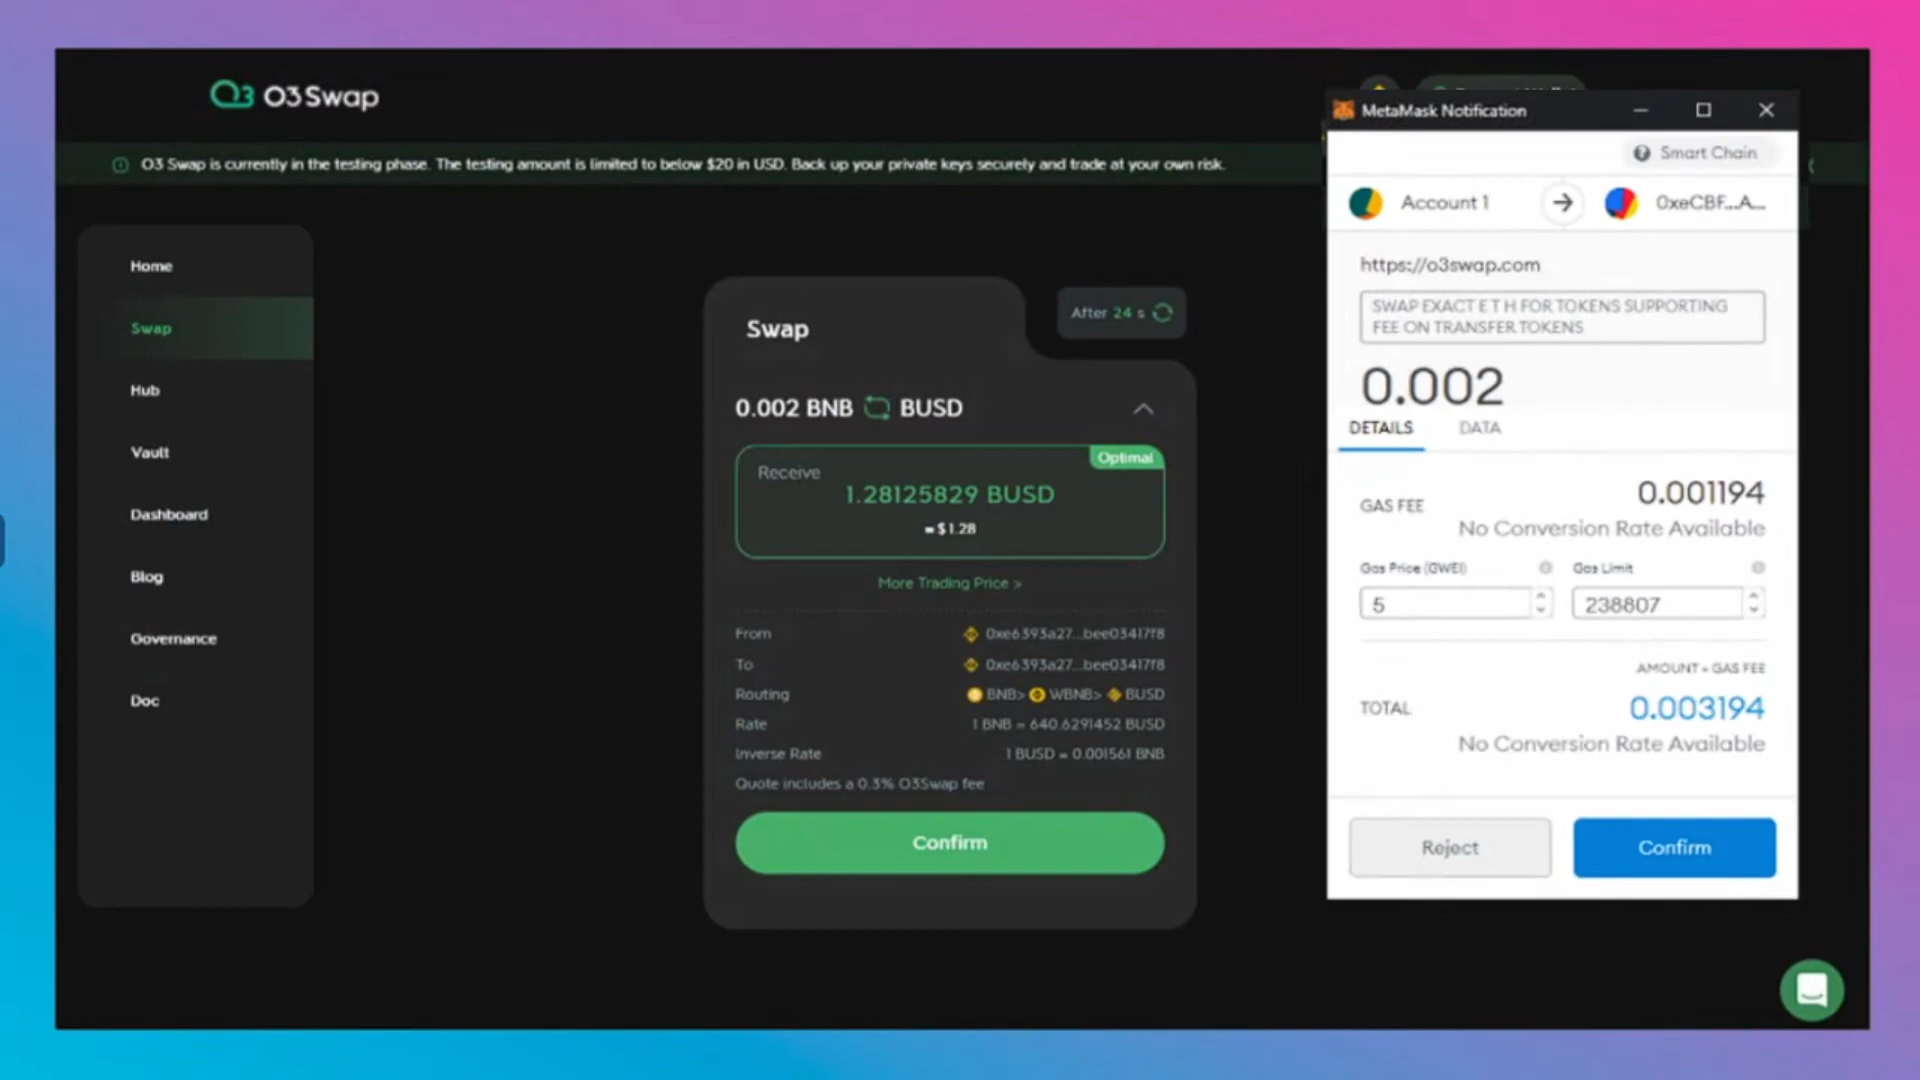 O3 O3 Swap
O3 Swap is currently in the testing phase. The testing amount is limited to below $20 in USD. Back up your private keys securely and trade at your own risk.
Home
Swap
Hub
Vault
Dashboard
Blog
Governance
Doc
Swap
After 24 s
0.002 BNB BUSD
Optimal
Receive
1.28125829 BUSD
≈ $ 1.28
More Trading Price >
From 0xe6393a27...bee03417f8
To 0xe6393a27...bee03417f8
Routing BNB> WBNB> BUSD
Rate 1 BNB = 640.6291452 BUSD
Inverse Rate 1 BUSD = 0.001561 BNB
Quote includes a 0.3% O3Swap fee
Confirm
MetaMask Notification
Smart Chain
Account 1 0xeCBF...A...
https://o3swap.com
SWAP EXACT E T H FOR TOKENS SUPPORTING
FEE ON TRANSFER TOKENS
0.002
DETAILS DATA
GAS FEE 0.001194
No Conversion Rate Available
Gas Price (GWEI) Gas Limit
5 238807
AMOUNT + GAS FEE
TOTAL 0.003194
No Conversion Rate Available
Reject Confirm